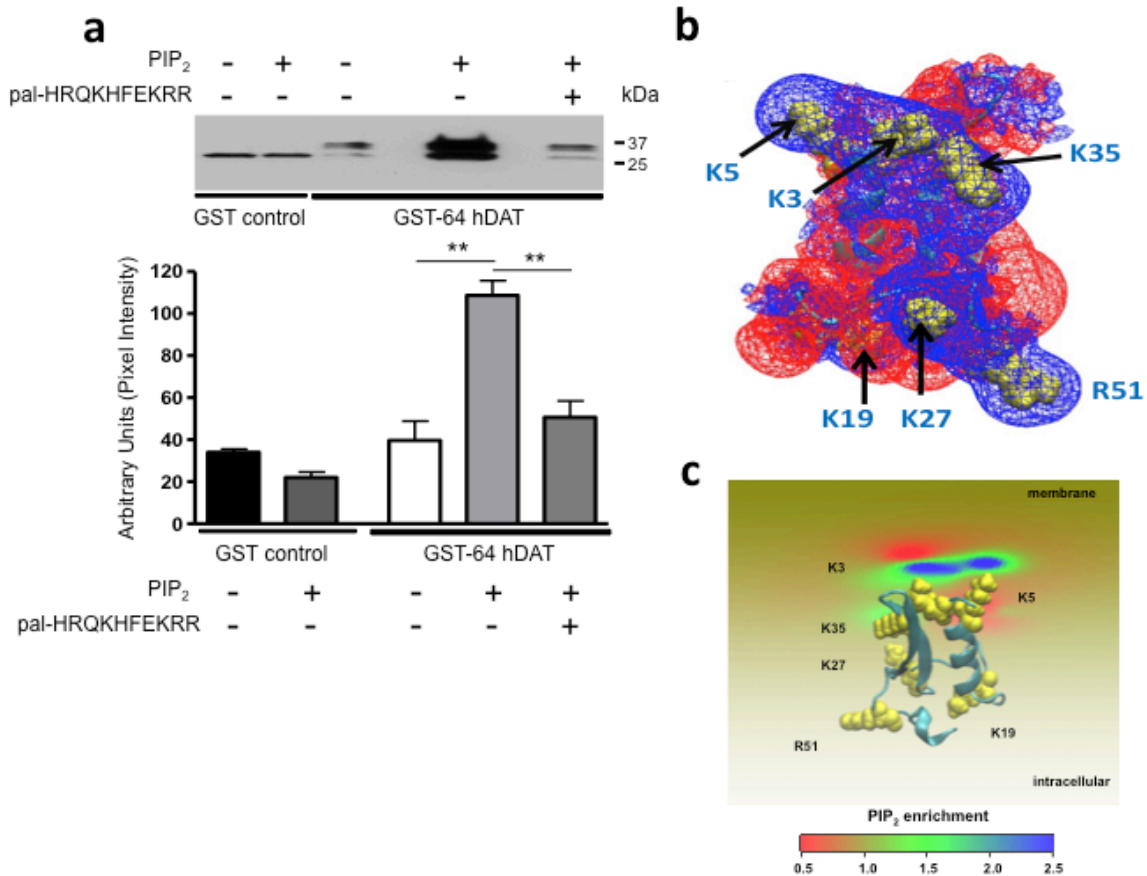 a
PIP₂ - + - + +
pal-HRQKHFEKRR - - - - + kDa
37
25
GST control GST-64 hDAT
** **
Arbitrary Units (Pixel Intensity)
120
100
80
60
40
20
0
GST control GST-64 hDAT
PIP₂ - + - + +
pal-HRQKHFEKRR - - - - +
b
K5
K3
K35
K19
K27
R51
c
membrane
K3
K5
K35
K27
R51
K19
intracellular
PIP₂ enrichment
0.5 1.0 1.5 2.0 2.5